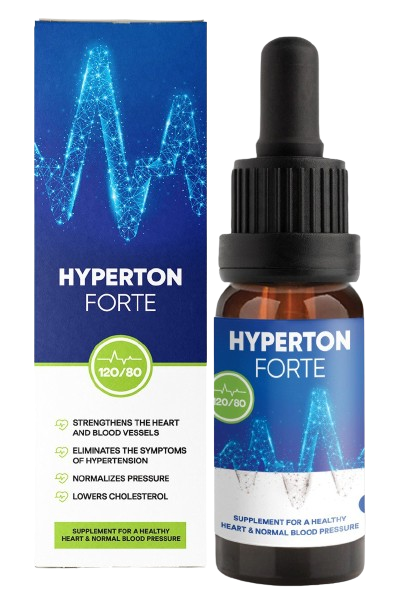 HYPERTON
FORTE
120/80
STRENGTHENS THE HEART
AND BLOOD VESSELS
ELIMINATES THE SYMPTOMS
OF HYPERTENSION
NORMALIZES PRESSURE
LOWERS CHOLESTEROL
SUPPLEMENT FOR A HEALTHY
HEART & NORMAL BLOOD PRESSURE
HYPERTON
FORTE
120/80
SUPPLEMENT FOR A HEALTHY
HEART & NORMAL BLOOD PRESSURE